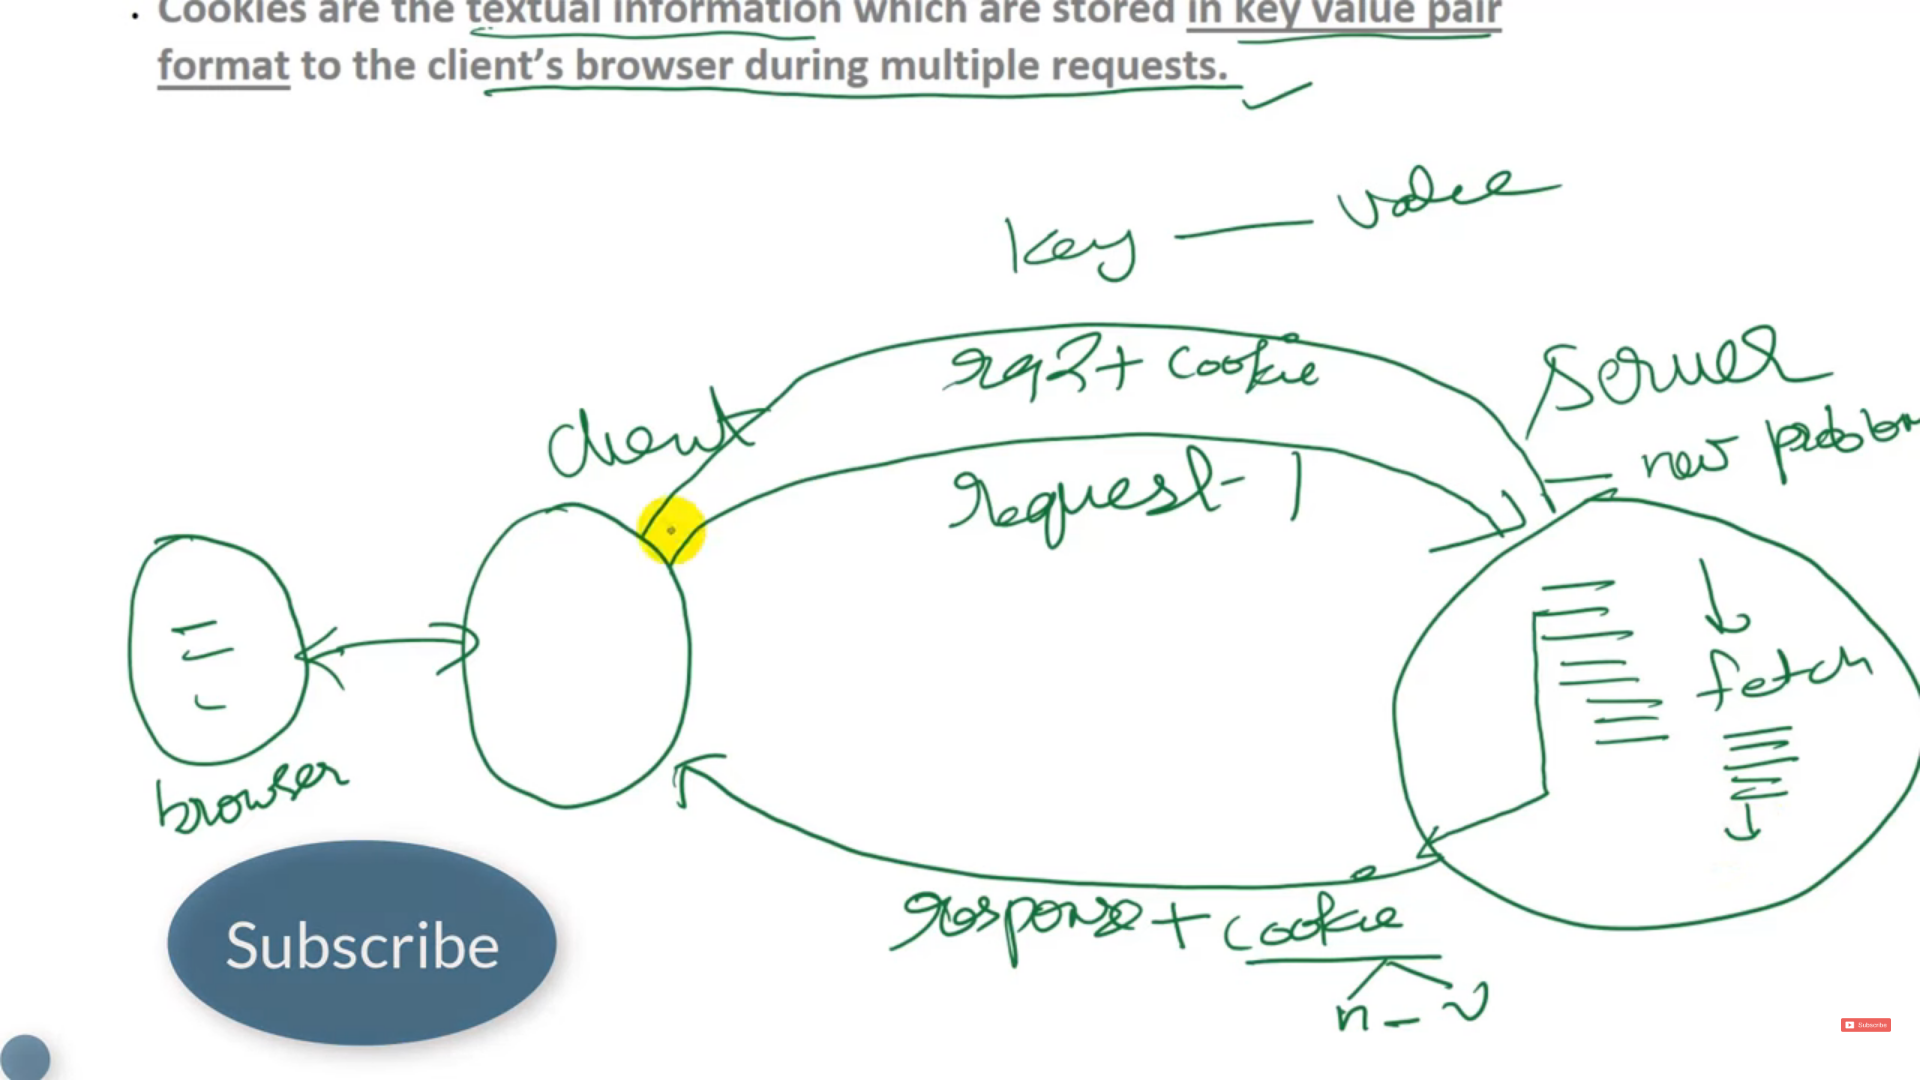 Cookies are the textual information which are stored in key value pair
format to the client's browser during multiple requests.
key — value
req2 + cookie
Server
client
new problem
request-1
fetch
browser
response + cookie
n - v
Subscribe
Subscribe